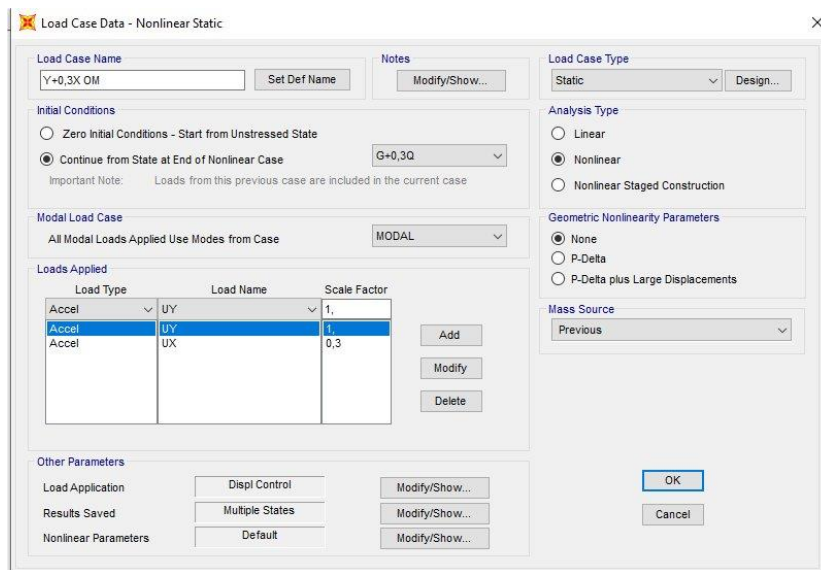 Load Case Data - Nonlinear Static
Load Case Name
Y+0,3X OM
Set Def Name
Notes
Modify/Show...
Load Case Type
Static
Design...
Initial Conditions
Zero Initial Conditions - Start from Unstressed State
Continue from State at End of Nonlinear Case
G+0,3Q
Important Note: Loads from this previous case are included in the current case
Analysis Type
Linear
Nonlinear
Nonlinear Staged Construction
Modal Load Case
All Modal Loads Applied Use Modes from Case
MODAL
Geometric Nonlinearity Parameters
None
P-Delta
P-Delta plus Large Displacements
Loads Applied
Load Type Load Name Scale Factor
Accel UY 1,
Accel UY 1,
Accel UX 0,3
Add
Modify
Delete
Mass Source
Previous
Other Parameters
Load Application Displ Control Modify/Show...
Results Saved Multiple States Modify/Show...
Nonlinear Parameters Default Modify/Show...
OK
Cancel